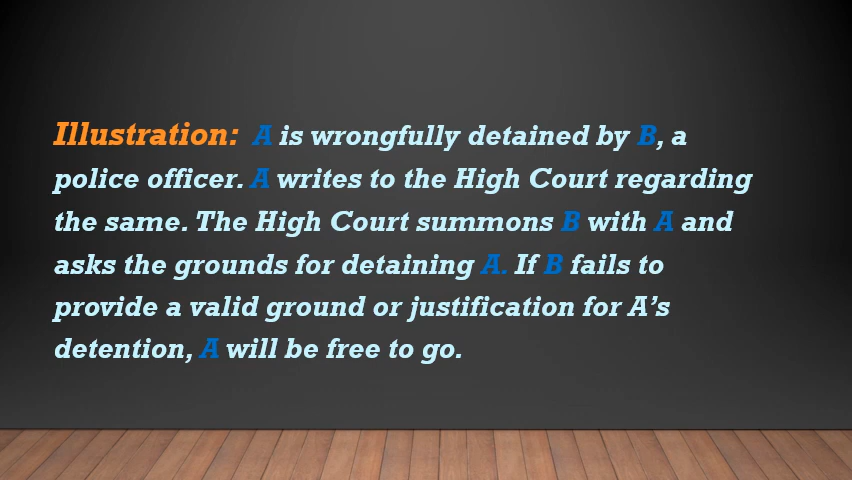 Illustration: A is wrongfully detained by B, a
police officer. A writes to the High Court regarding
the same. The High Court summons B with A and
asks the grounds for detaining A. If B fails to
provide a valid ground or justification for A’s
detention, A will be free to go.